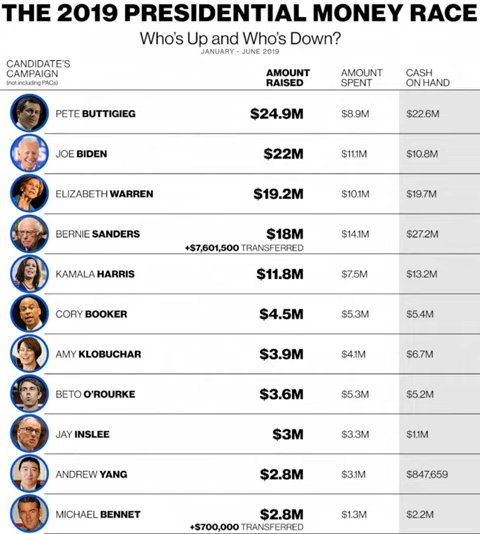 THE 2019 PRESIDENTIAL MONEY RACE
Who's Up and Who's Down?
JANUARY - JUNE 2019
CANDIDATE'S CAMPAIGN (not including PACs) AMOUNT RAISED AMOUNT SPENT CASH ON HAND
PETE BUTTIGIEG $24.9M $8.9M $22.6M
JOE BIDEN $22M $11.1M $10.8M
ELIZABETH WARREN $19.2M $10.1M $19.7M
BERNIE SANDERS $18M $14.1M $27.2M
+$7,601,500 TRANSFERRED
KAMALA HARRIS $11.8M $7.5M $13.2M
CORY BOOKER $4.5M $5.3M $5.4M
AMY KLOBUCHAR $3.9M $4.1M $6.7M
BETO O'ROURKE $3.6M $5.3M $5.2M
JAY INSLEE $3M $3.3M $1.1M
ANDREW YANG $2.8M $3.1M $847,659
MICHAEL BENNET $2.8M $1.3M $2.2M
+$700,000 TRANSFERRED